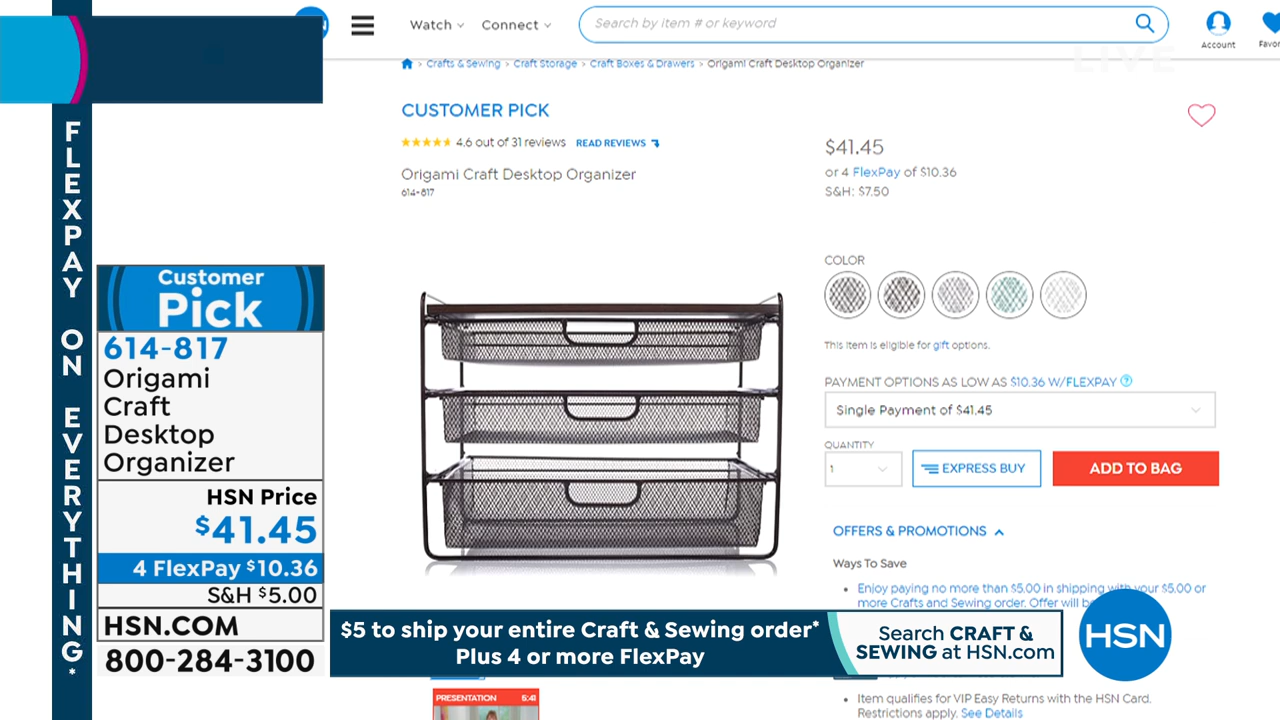 Watch
Connect
Search by item # or keyword
Account
LIVE
Crafts & Sewing > Craft Storage > Craft Boxes & Drawers > Origami Craft Desktop Organizer
CUSTOMER PICK
4.6 out of 31 reviews READ REVIEWS
Origami Craft Desktop Organizer
614-817
$41.45
or 4 FlexPay of $10.36
S&H: $7.50
COLOR
This item is eligible for gift options.
PAYMENT OPTIONS AS LOW AS $10.36 W/FLEXPAY ?
Single Payment of $41.45
QUANTITY
1
EXPRESS BUY
ADD TO BAG
OFFERS & PROMOTIONS
Ways To Save
Enjoy paying no more than $5.00 in shipping with your $5.00 or
more Crafts and Sewing order. Offer will
Item qualifies for VIP Easy Returns with the HSN Card.
Restrictions apply. See Details
PRESENTATION 5:41
FLEXPAY ON EVERYTHING*
Customer
Pick
614-817
Origami
Craft
Desktop
Organizer
HSN Price
$41.45
4 FlexPay $10.36
S&H $5.00
HSN.COM
800-284-3100
$5 to ship your entire Craft & Sewing order*
Plus 4 or more FlexPay
Search CRAFT &
SEWING at HSN.com
HSN